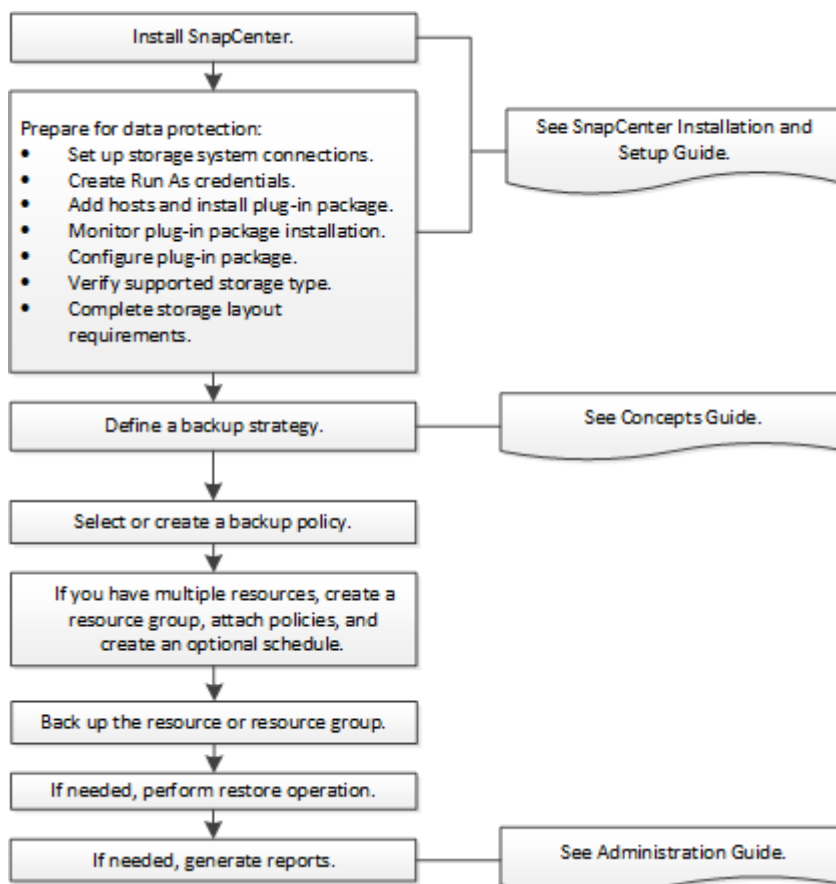 Install SnapCenter.
Prepare for data protection:
• Set up storage system connections.
• Create Run As credentials.
• Add hosts and install plug-in package.
• Monitor plug-in package installation.
• Configure plug-in package.
• Verify supported storage type.
• Complete storage layout
requirements.
See SnapCenter Installation and
Setup Guide.
Define a backup strategy.
See Concepts Guide.
Select or create a backup policy.
If you have multiple resources, create a
resource group, attach policies, and
create an optional schedule.
Back up the resource or resource group.
If needed, perform restore operation.
If needed, generate reports.
See Administration Guide.